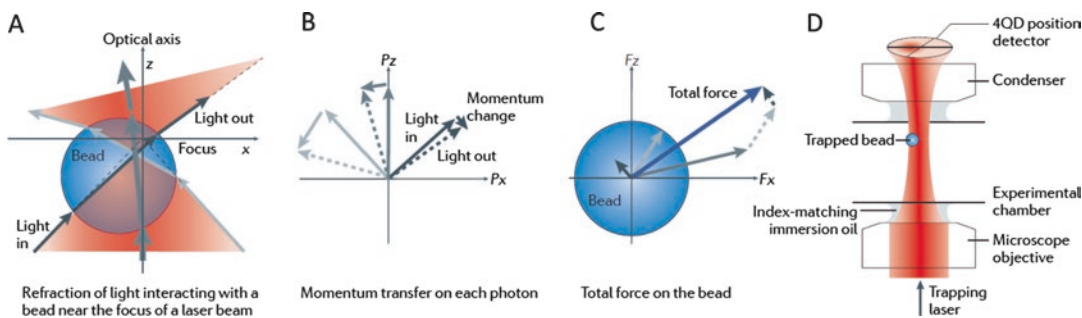 A
Optical axis
z
Light out
Bead
Focus
x
Light
in
Refraction of light interacting with a
bead near the focus of a laser beam
B
Pz
Momentum
change
Light
in
Light out
Px
Momentum transfer on each photon
C
Fz
Total force
Bead
Fx
Total force on the bead
D
4QD position
detector
Condenser
Trapped bead
Experimental
chamber
Index-matching
immersion oil
Microscope
objective
Trapping
laser